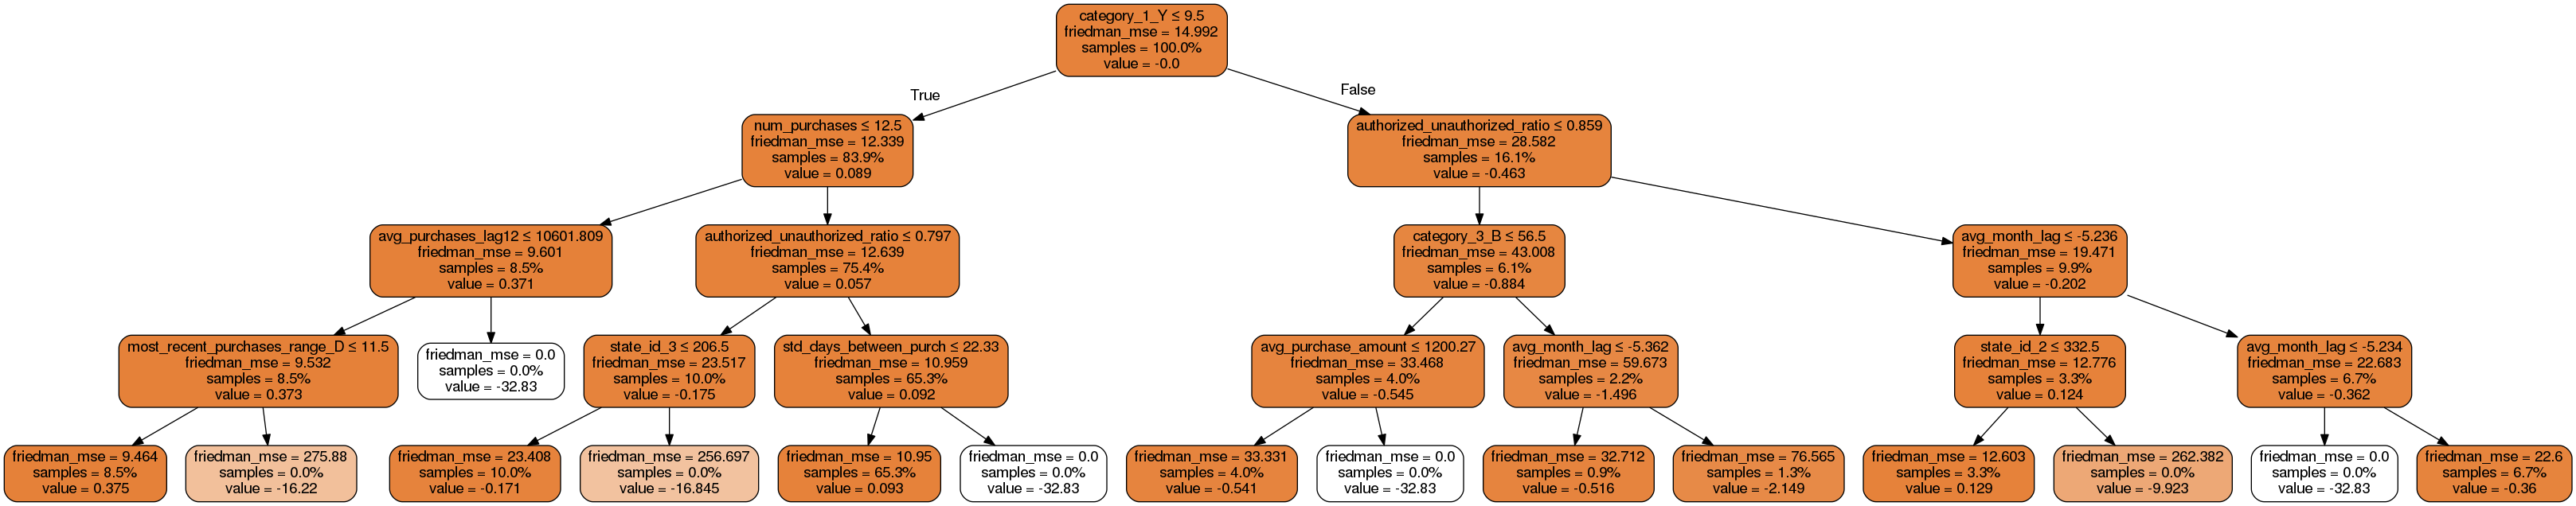 category_1_Y ≤ 9.5
friedman_mse = 14.992
samples = 100.0%
value = -0.0
True
False
num_purchases ≤ 12.5
friedman_mse = 12.339
samples = 83.9%
value = 0.089
authorized_unauthorized_ratio ≤ 0.859
friedman_mse = 28.582
samples = 16.1%
value = -0.463
avg_purchases_lag12 ≤ 10601.809
friedman_mse = 9.601
samples = 8.5%
value = 0.371
authorized_unauthorized_ratio ≤ 0.797
friedman_mse = 12.639
samples = 75.4%
value = 0.057
category_3_B ≤ 56.5
friedman_mse = 43.008
samples = 6.1%
value = -0.884
avg_month_lag ≤ -5.236
friedman_mse = 19.471
samples = 9.9%
value = -0.202
most_recent_purchases_range_D ≤ 11.5
friedman_mse = 9.532
samples = 8.5%
value = 0.373
friedman_mse = 0.0
samples = 0.0%
value = -32.83
state_id_3 ≤ 206.5
friedman_mse = 23.517
samples = 10.0%
value = -0.175
std_days_between_purch ≤ 22.33
friedman_mse = 10.959
samples = 65.3%
value = 0.092
avg_purchase_amount ≤ 1200.27
friedman_mse = 33.468
samples = 4.0%
value = -0.545
avg_month_lag ≤ -5.362
friedman_mse = 59.673
samples = 2.2%
value = -1.496
state_id_2 ≤ 332.5
friedman_mse = 12.776
samples = 3.3%
value = 0.124
avg_month_lag ≤ -5.234
friedman_mse = 22.683
samples = 6.7%
value = -0.362
friedman_mse = 9.464
samples = 8.5%
value = 0.375
friedman_mse = 275.88
samples = 0.0%
value = -16.22
friedman_mse = 23.408
samples = 10.0%
value = -0.171
friedman_mse = 256.697
samples = 0.0%
value = -16.845
friedman_mse = 10.95
samples = 65.3%
value = 0.093
friedman_mse = 0.0
samples = 0.0%
value = -32.83
friedman_mse = 33.331
samples = 4.0%
value = -0.541
friedman_mse = 0.0
samples = 0.0%
value = -32.83
friedman_mse = 32.712
samples = 0.9%
value = -0.516
friedman_mse = 76.565
samples = 1.3%
value = -2.149
friedman_mse = 12.603
samples = 3.3%
value = 0.129
friedman_mse = 262.382
samples = 0.0%
value = -9.923
friedman_mse = 0.0
samples = 0.0%
value = -32.83
friedman_mse = 22.6
samples = 6.7%
value = -0.36